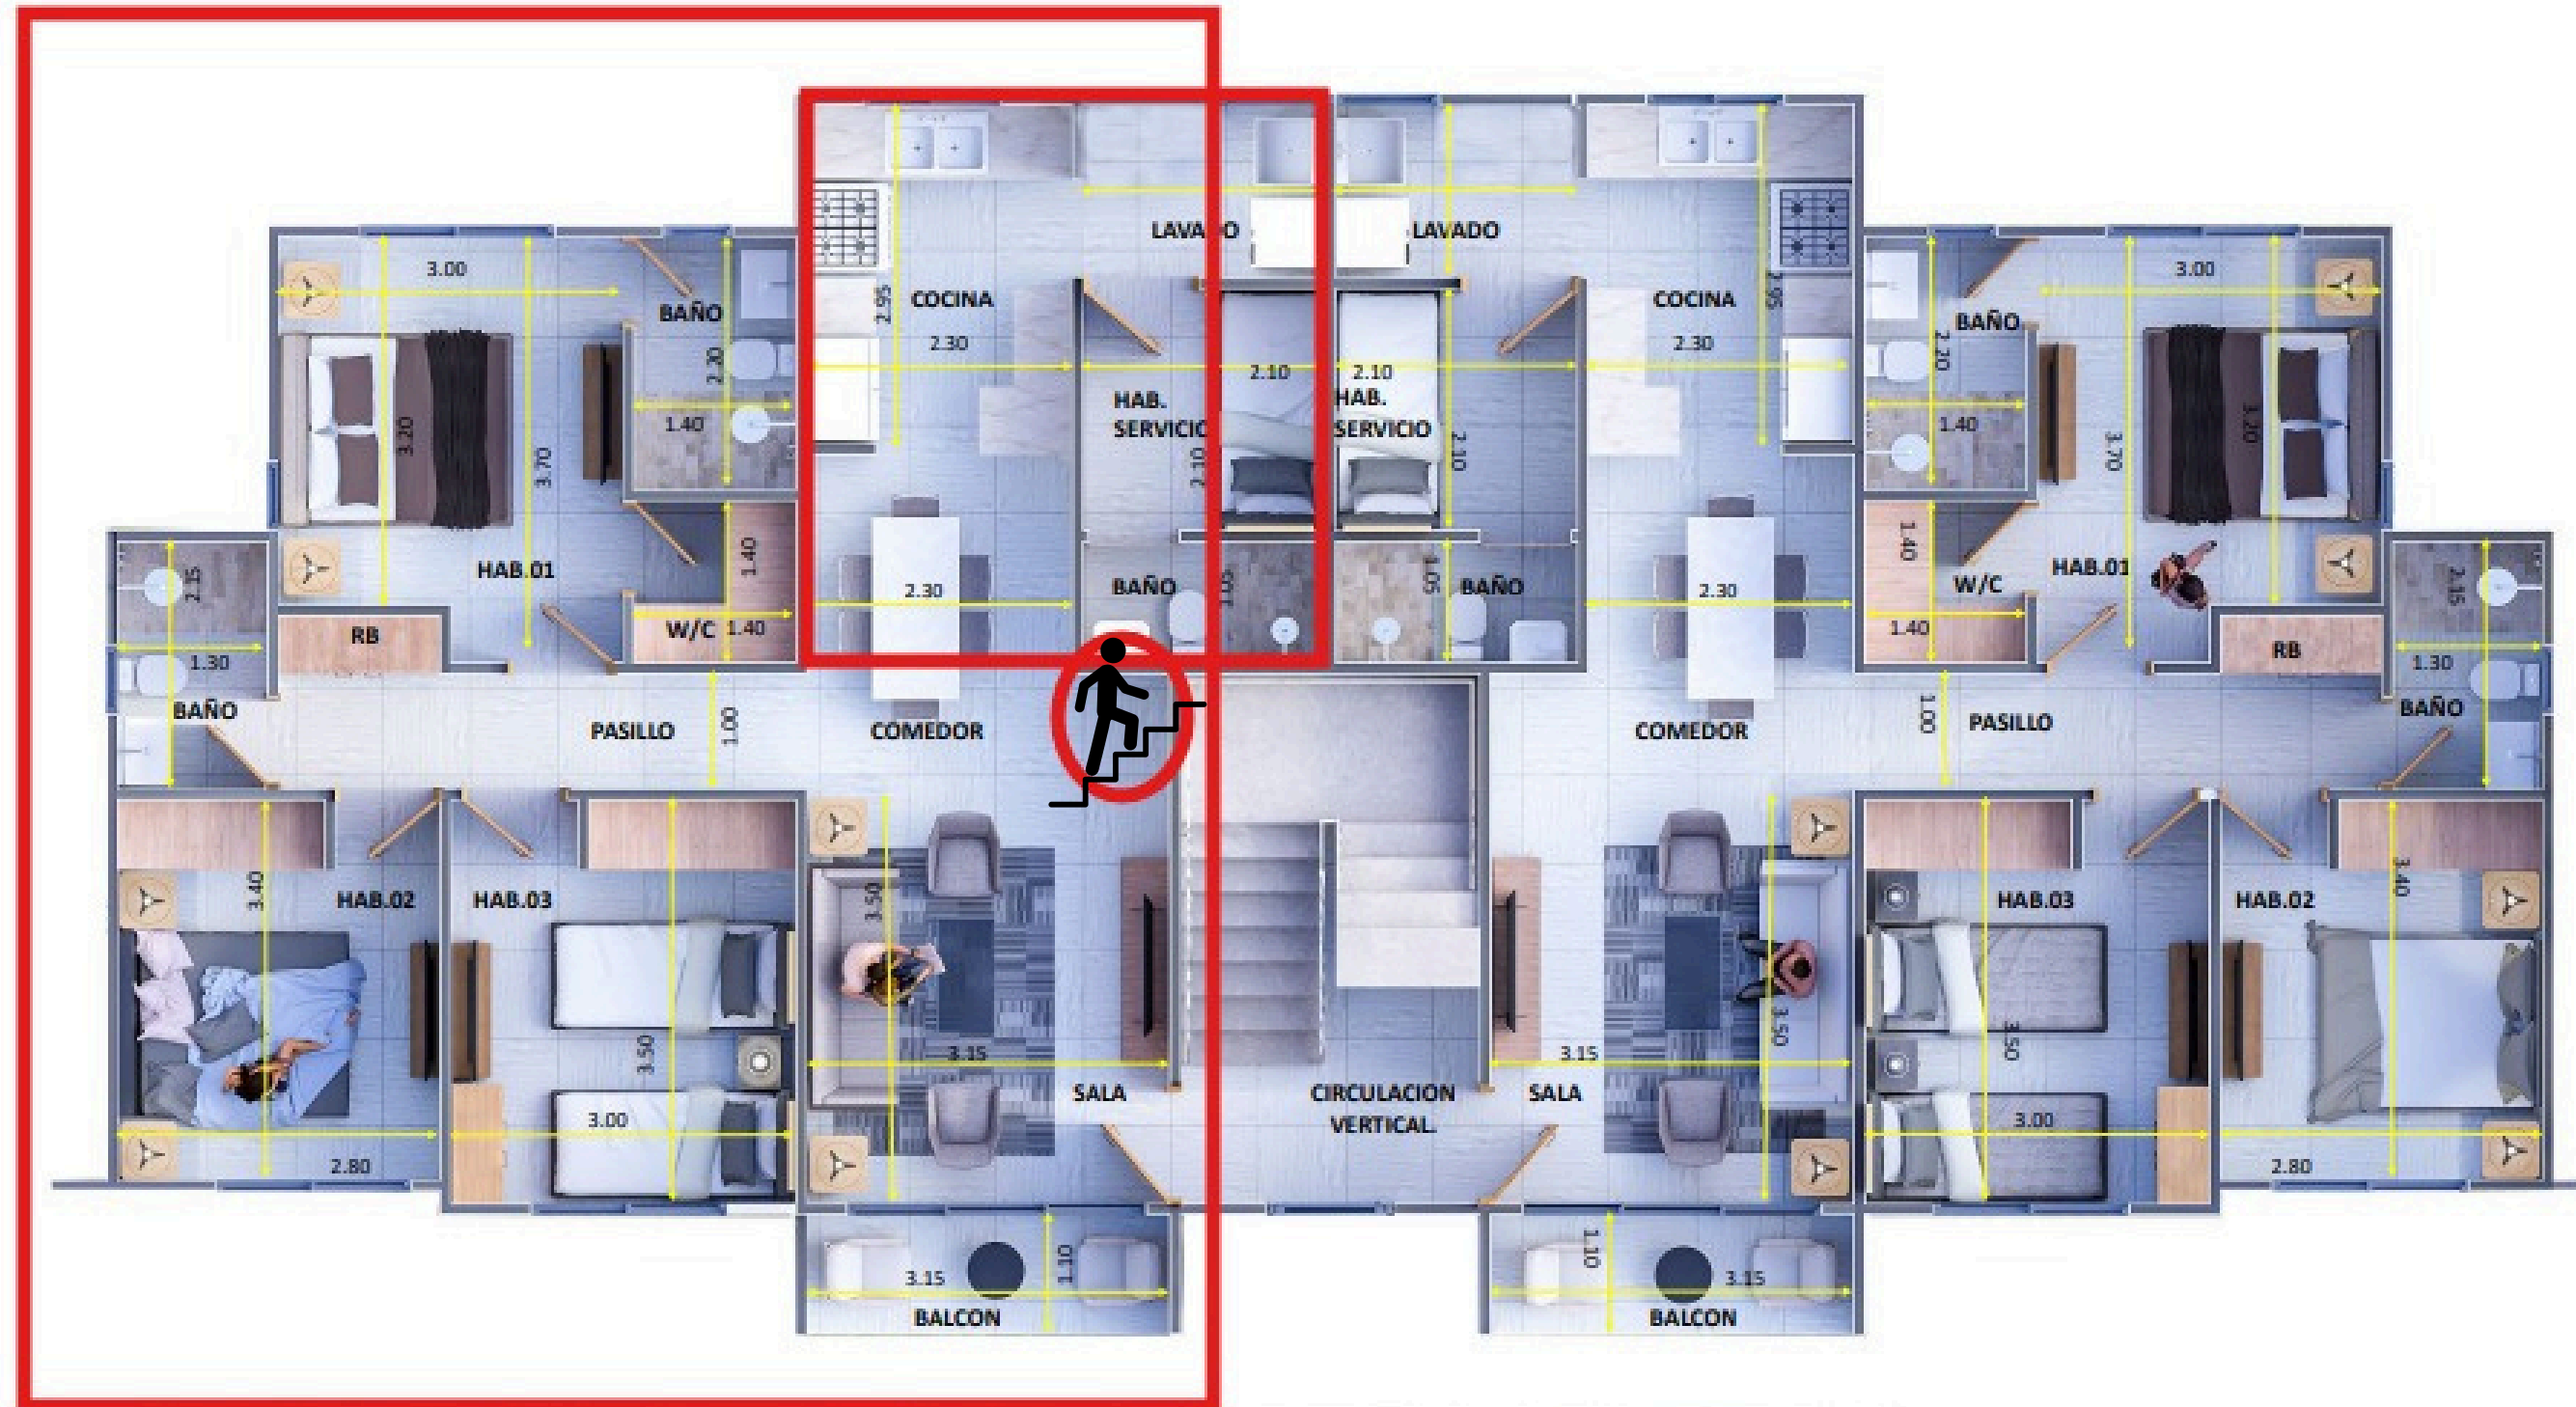 LAVADO
LAVADO
3.00
BAÑO
2.95
COCINA
2.30
COCINA
2.30
2.95
BAÑO
3.00
2.20
1.40
3.20
3.70
2.10
HAB.
SERVICIO
2.10
2.10
HAB.
SERVICIO
2.10
2.20
1.40
3.70
3.20
HAB.01
1.40
W/C
1.40
2.30
BAÑO
1.05
1.05
BAÑO
2.30
1.40
W/C
1.40
HAB.01
2.15
1.30
BAÑO
RB
RB
2.15
1.30
BAÑO
PASILLO
1.00
COMEDOR
COMEDOR
1.00
PASILLO
3.40
HAB.02
HAB.03
3.50
HAB.03
HAB.02
3.40
3.50
3.00
2.80
3.15
SALA
CIRCULACION
VERTICAL.
3.15
SALA
3.50
3.50
3.00
2.80
3.15
1.10
BALCON
1.10
3.15
BALCON